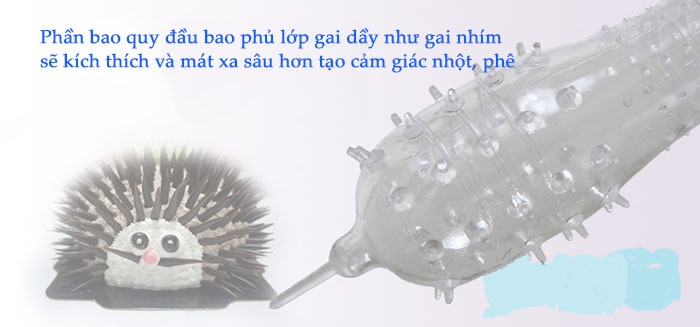 Phần bao quy đầu bao phủ lớp gai dầy như gai nhím
sẽ kích thích và mát xa sâu hơn tạo cảm giác nhột, phê